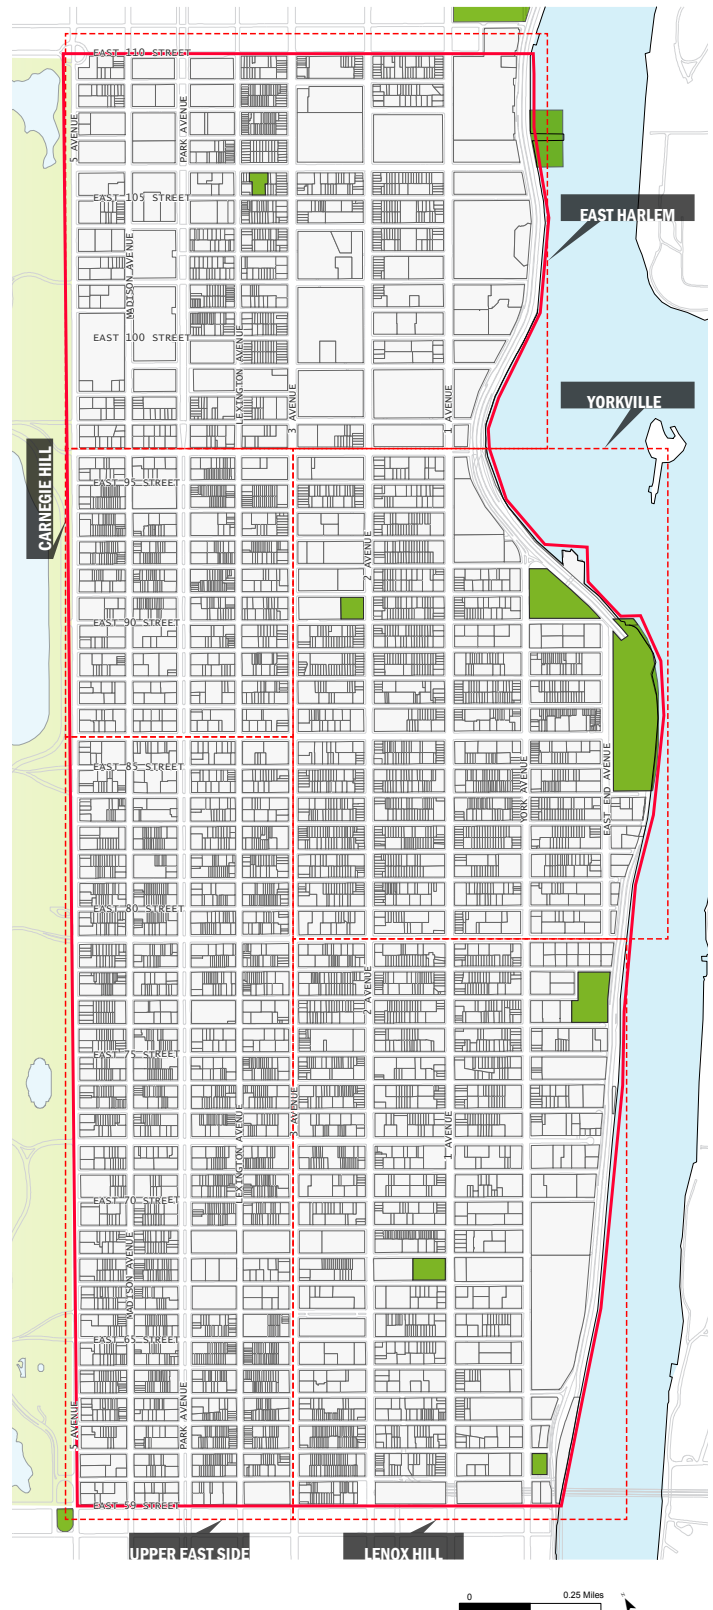 EAST 110 STREET
5 AVENUE
PARK AVENUE
EAST 105 STREET
EAST HARLEM
MADISON AVENUE
EAST 100 STREET
LEXINGTON AVENUE
3 AVENUE
1 AVENUE
YORKVILLE
CARNEGIE HILL
EAST 95 STREET
2 AVENUE
EAST 90 STREET
EAST 85 STREET
YORK AVENUE
EAST END AVENUE
EAST 80 STREET
2 AVENUE
EAST 75 STREET
3 AVENUE
LEXINGTON AVENUE
1 AVENUE
EAST 70 STREET
MADISON AVENUE
EAST 65 STREET
5 AVENUE
PARK AVENUE
EAST 59 STREET
UPPER EAST SIDE
LENOX HILL
0
0.25 Miles